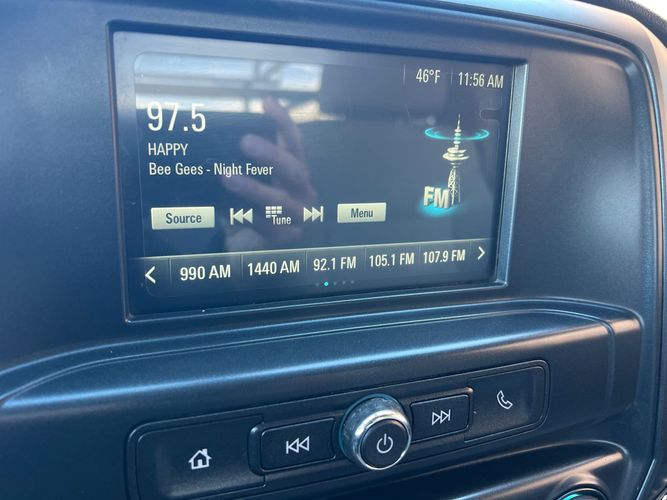 46°F 11:56 AM
97.5
HAPPY
Bee Gees - Night Fever
FM
Source Tune Menu
990 AM 1440 AM 92.1 FM 105.1 FM 107.9 FM